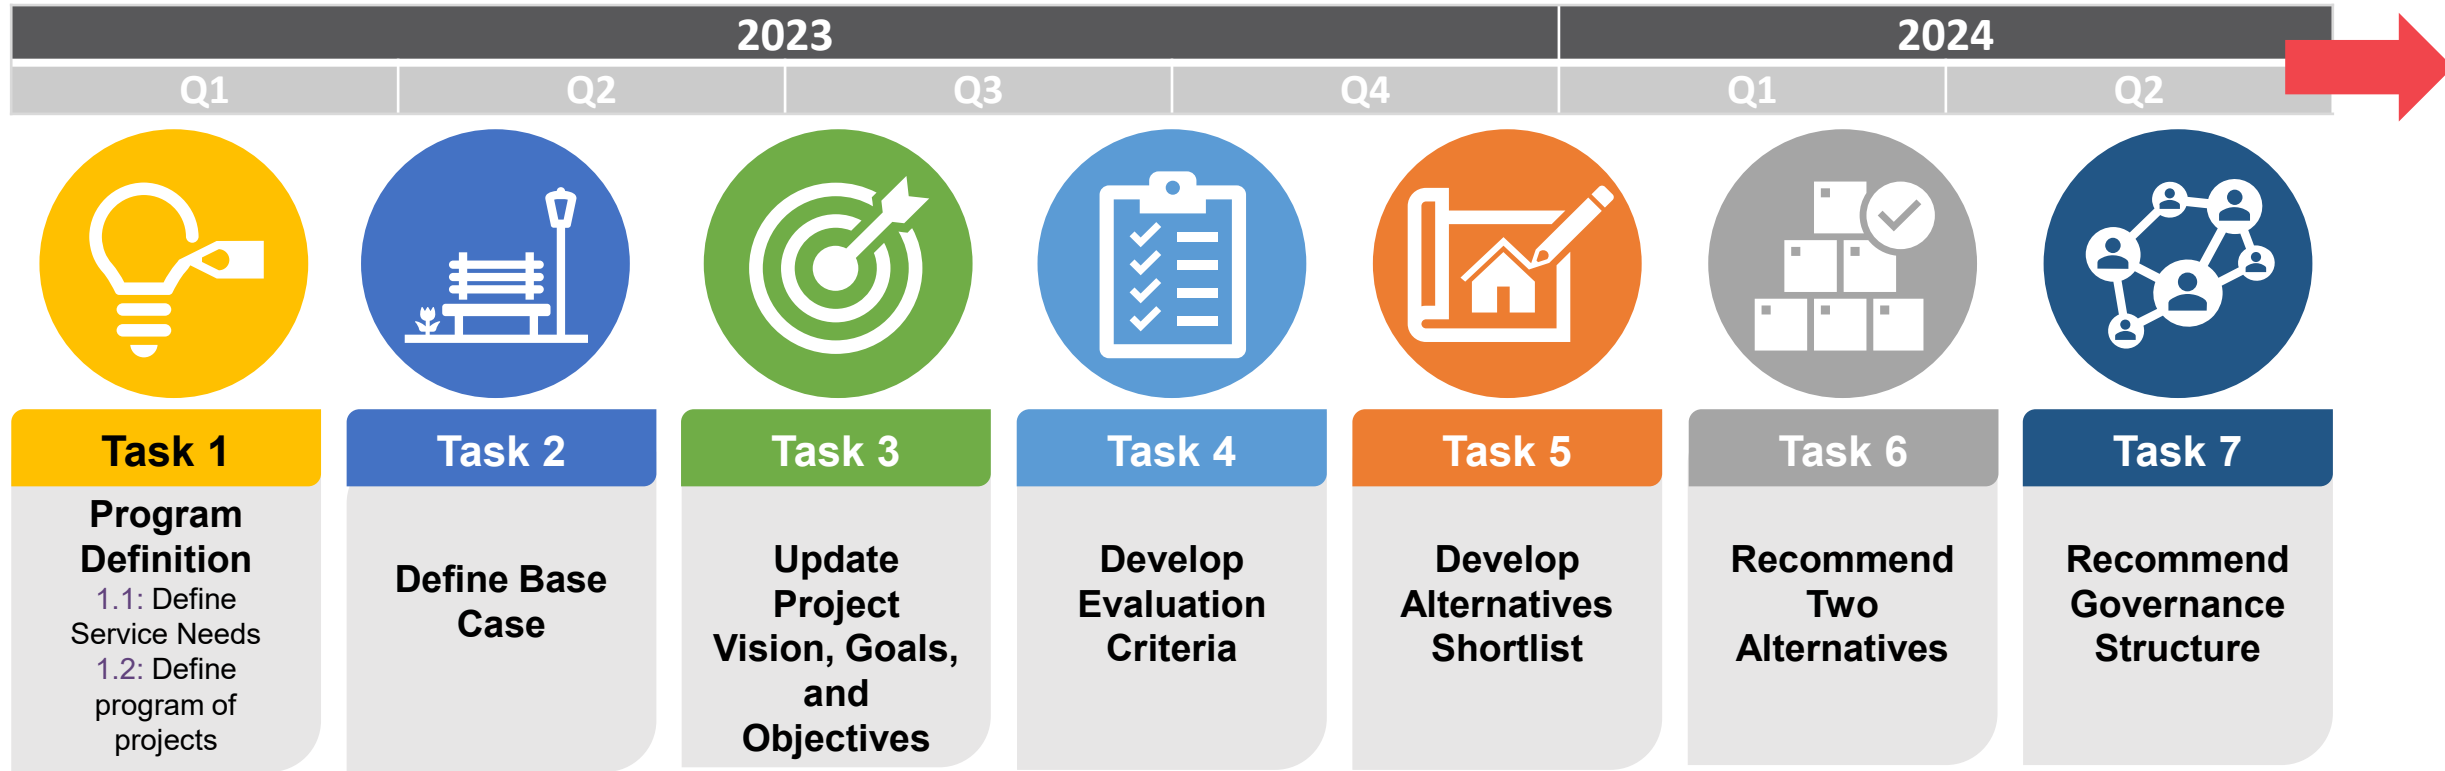 2023
2024
Q1
Q2
Q3
Q4
Q1
Q2
Task 1
Program
Definition
1.1: Define
Service Needs
1.2: Define
program of
projects
Task 2
Define Base
Case
Task 3
Update
Project
Vision, Goals,
and
Objectives
Task 4
Develop
Evaluation
Criteria
Task 5
Develop
Alternatives
Shortlist
Task 6
Recommend
Two
Alternatives
Task 7
Recommend
Governance
Structure